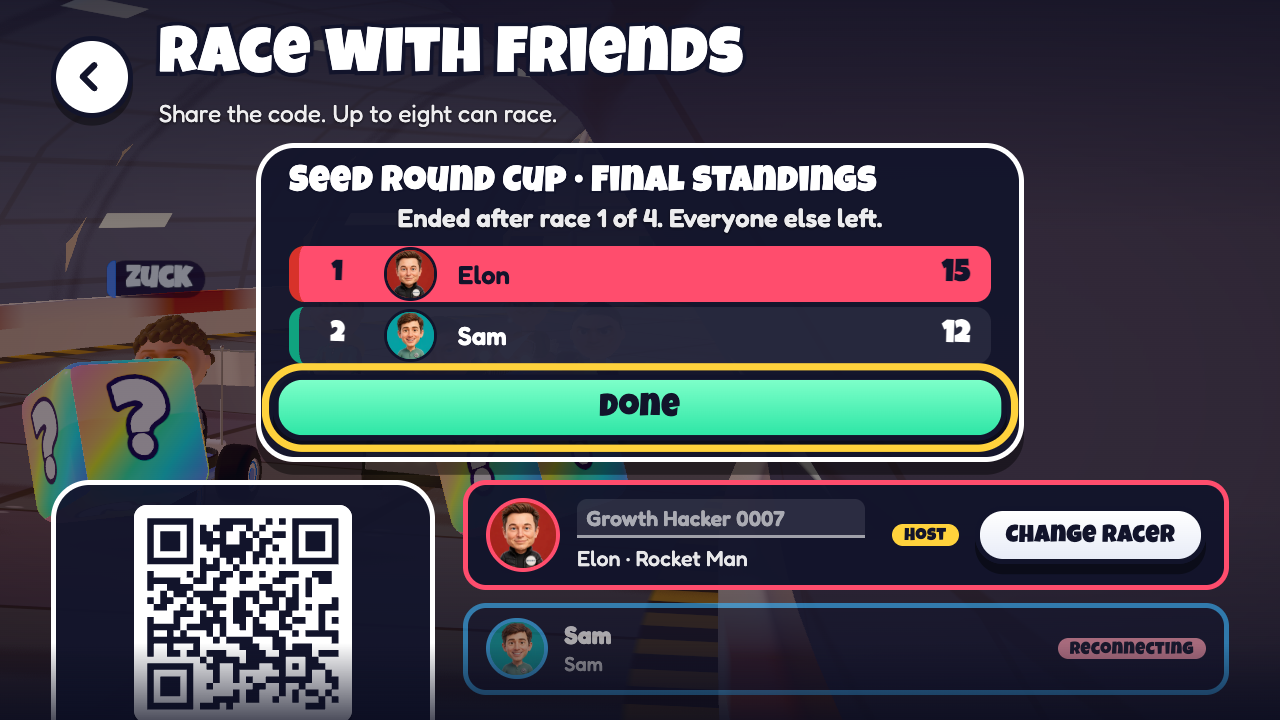 Race with Friends
Share the code. Up to eight can race.
Seed Round Cup · Final Standings
Ended after race 1 of 4. Everyone else left.
1 Elon 15
2 Sam 12
Done
ZUCK
?
?
Growth Hacker 0007
Elon · Rocket Man
HOST
Change Racer
Sam
Sam
Reconnecting